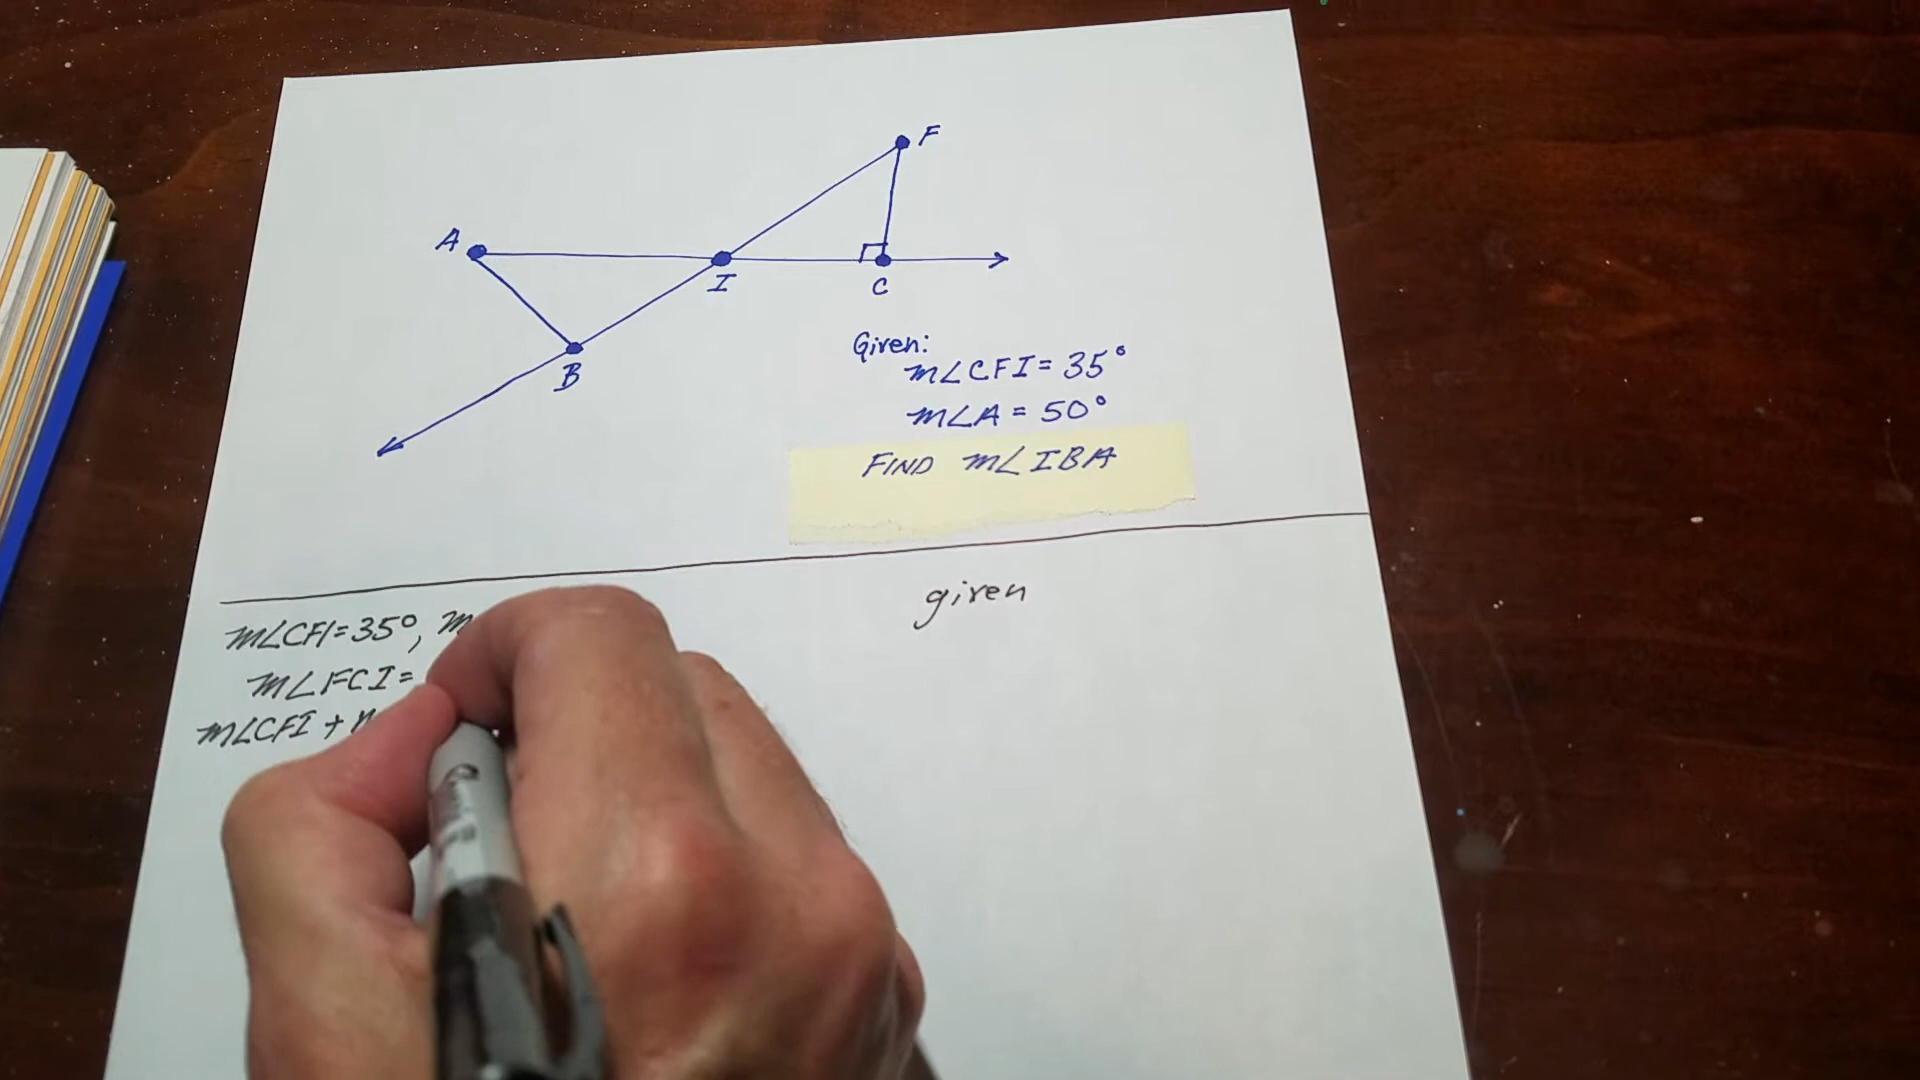 F
A
I
C
B
Given:
m∠CFI = 35°
m∠A = 50°
FIND m∠IBA
given
m∠CFI = 35°, m
m∠FCI =
m∠CFI + m